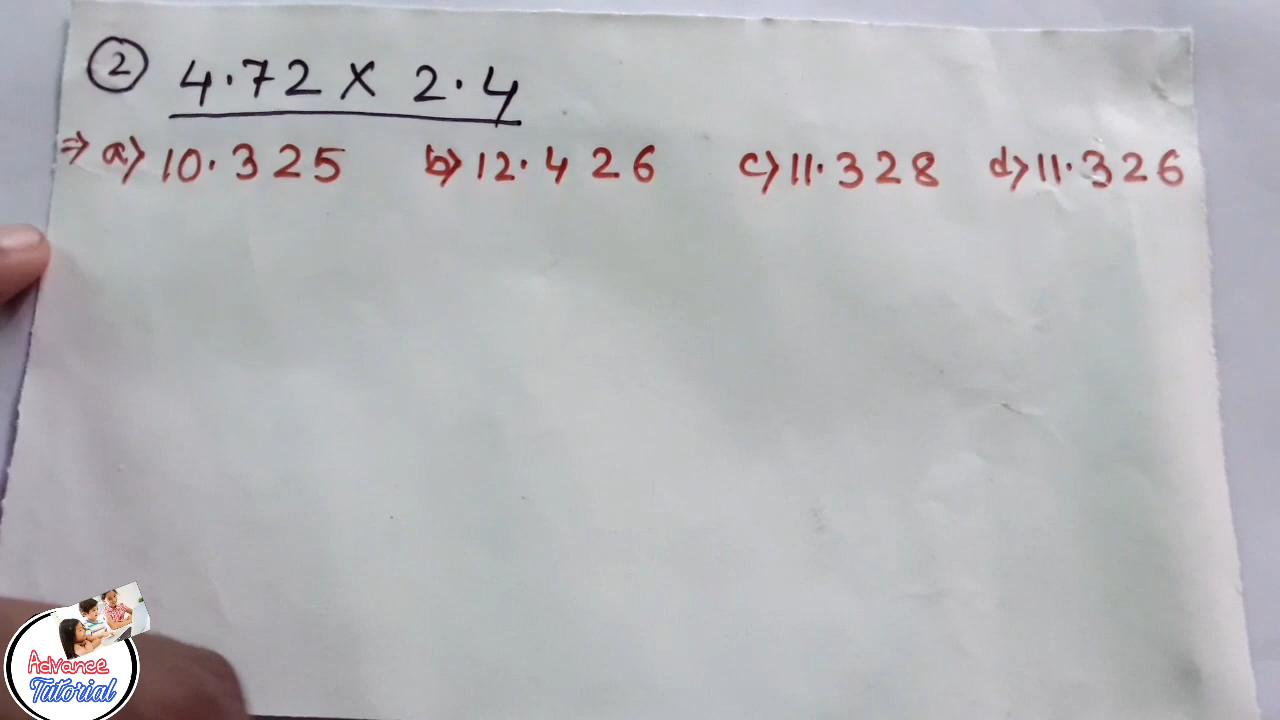 2 4.72 × 2.4
⇒ a) 10.325 b) 12.426 c) 11.328 d) 11.326
Advance
Tutorial